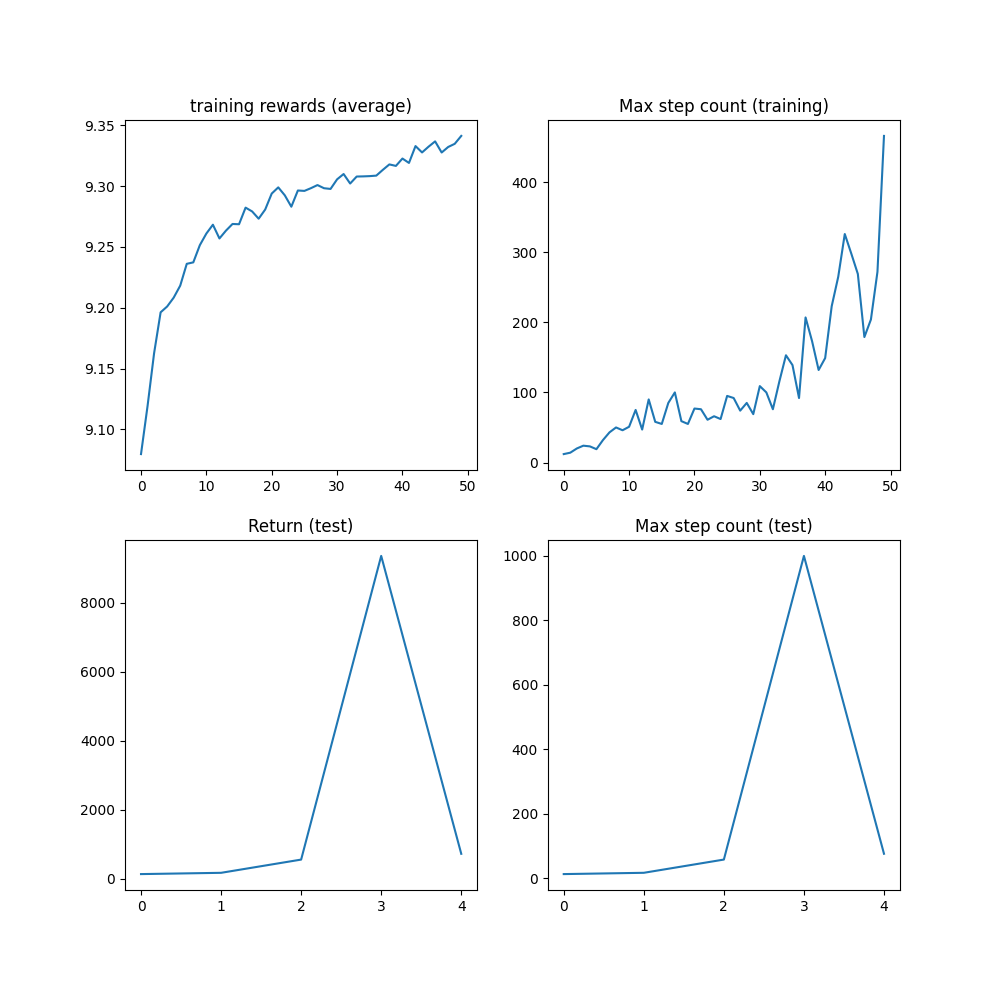 training rewards (average)
9.35
9.30
9.25
9.20
9.15
9.10
0 10 20 30 40 50
Max step count (training)
400
300
200
100
0
0 10 20 30 40 50
Return (test)
8000
6000
4000
2000
0
0 1 2 3 4
Max step count (test)
1000
800
600
400
200
0
0 1 2 3 4